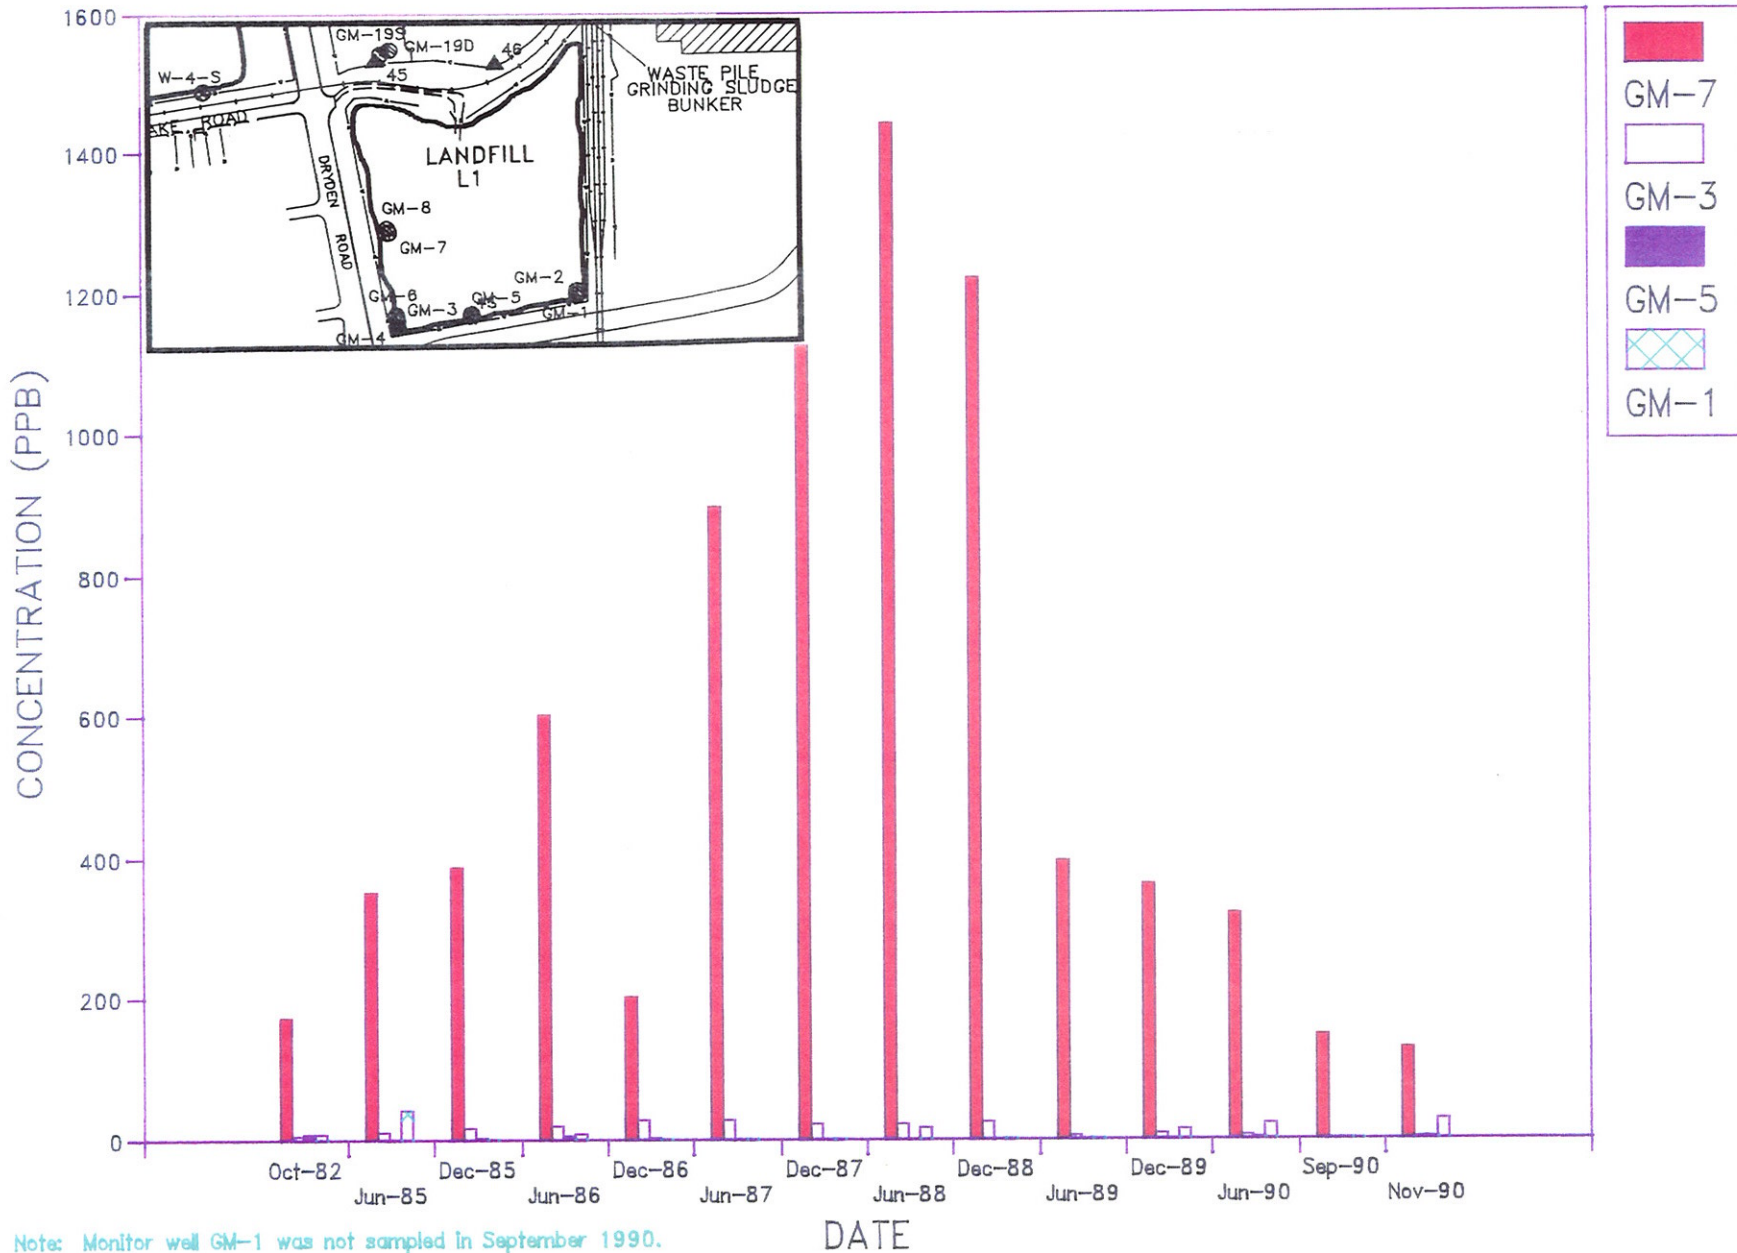 1600
1400
1200
1000
800
600
400
200
0
CONCENTRATION (PPB)
GM-19S
GM-19D
46
45
W-4-S
AKE ROAD
WASTE PILE
GRINDING SLUDGE
BUNKER
LANDFILL
L1
DRYDEN
ROAD
GM-8
GM-7
GM-2
GM-6
GM-3
GM-5
GM-1
GM-4
GM-7
GM-3
GM-5
GM-1
Oct-82
Jun-85
Dec-85
Jun-86
Dec-86
Jun-87
Dec-87
Jun-88
Dec-88
Jun-89
Dec-89
Jun-90
Sep-90
Nov-90
DATE
Note: Monitor well GM-1 was not sampled in September 1990.